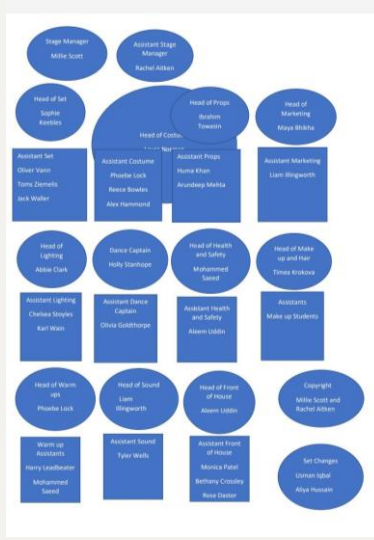 Stage Manager
Millie Scott
Assistant Stage
Manager
Rachel Aitken
Head of Set
Sophie
Keebles
Head of Costume
Head of Props
Ibrahim
Towasin
Head of
Marketing
Maya Bhikha
Assistant Set
Oliver Vann
Toms Ziemelis
Jack Waller
Assistant Costume
Phoebe Lock
Reece Bowles
Alex Hammond
Assistant Props
Huma Khan
Arundeep Mehta
Assistant Marketing
Liam Illingworth
Head of
Lighting
Abbie Clark
Dance Captain
Holly Stanhope
Head of Health
and Safety
Mohammed
Saeed
Head of Make
up and Hair
Timea Krokova
Assistant Lighting
Chelsea Stoyles
Karl Wain
Assistant Dance
Captain
Olivia Goldthorpe
Assistant Health
and Safety
Aleem Uddin
Assistants
Make up Students
Head of Warm
ups
Phoebe Lock
Head of Sound
Liam
Illingworth
Head of Front
of House
Aleem Uddin
Copyright
Millie Scott and
Rachel Aitken
Warm up
Assistants
Harry Leadbeater
Mohammed
Saeed
Assistant Sound
Tyler Wells
Assistant Front
of House
Monica Patel
Bethany Crossley
Rose Dastor
Set Changes
Usman Iqbal
Aliya Hussain